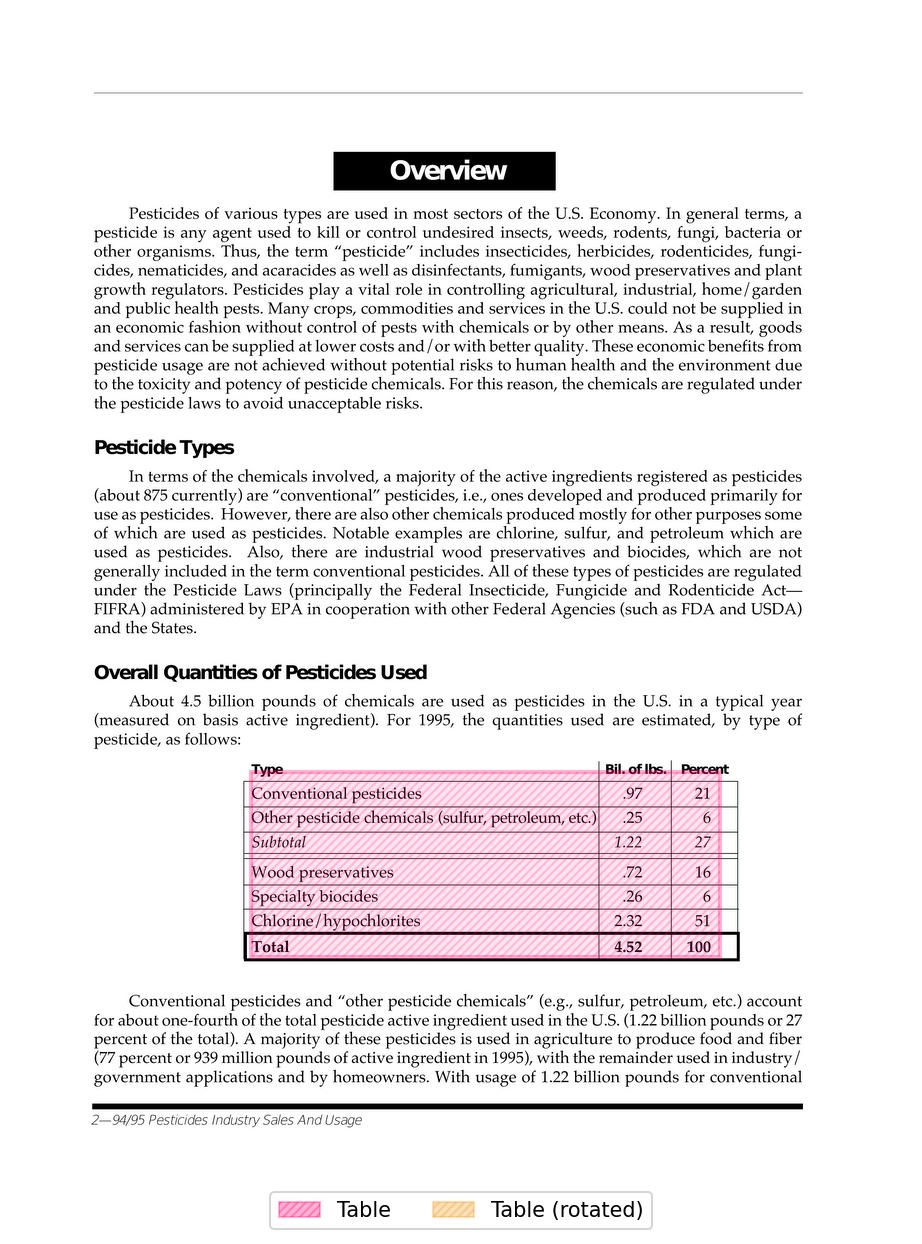 Overview
Pesticides of various types are used in most sectors of the U.S. Economy. In general terms, a
pesticide is any agent used to kill or control undesired insects, weeds, rodents, fungi, bacteria or
other organisms. Thus, the term “pesticide” includes insecticides, herbicides, rodenticides, fungi-
cides, nematicides, and acaracides as well as disinfectants, fumigants, wood preservatives and plant
growth regulators. Pesticides play a vital role in controlling agricultural, industrial, home/garden
and public health pests. Many crops, commodities and services in the U.S. could not be supplied in
an economic fashion without control of pests with chemicals or by other means. As a result, goods
and services can be supplied at lower costs and/or with better quality. These economic benefits from
pesticide usage are not achieved without potential risks to human health and the environment due
to the toxicity and potency of pesticide chemicals. For this reason, the chemicals are regulated under
the pesticide laws to avoid unacceptable risks.
Pesticide Types
In terms of the chemicals involved, a majority of the active ingredients registered as pesticides
(about 875 currently) are “conventional” pesticides, i.e., ones developed and produced primarily for
use as pesticides. However, there are also other chemicals produced mostly for other purposes some
of which are used as pesticides. Notable examples are chlorine, sulfur, and petroleum which are
used as pesticides. Also, there are industrial wood preservatives and biocides, which are not
generally included in the term conventional pesticides. All of these types of pesticides are regulated
under the Pesticide Laws (principally the Federal Insecticide, Fungicide and Rodenticide Act—
FIFRA) administered by EPA in cooperation with other Federal Agencies (such as FDA and USDA)
and the States.
Overall Quantities of Pesticides Used
About 4.5 billion pounds of chemicals are used as pesticides in the U.S. in a typical year
(measured on basis active ingredient). For 1995, the quantities used are estimated, by type of
pesticide, as follows:
Type Bil. of lbs. Percent
Conventional pesticides .97 21
Other pesticide chemicals (sulfur, petroleum, etc.) .25 6
Subtotal 1.22 27
Wood preservatives .72 16
Specialty biocides .26 6
Chlorine/hypochlorites 2.32 51
Total 4.52 100
Conventional pesticides and “other pesticide chemicals” (e.g., sulfur, petroleum, etc.) account
for about one-fourth of the total pesticide active ingredient used in the U.S. (1.22 billion pounds or 27
percent of the total). A majority of these pesticides is used in agriculture to produce food and fiber
(77 percent or 939 million pounds of active ingredient in 1995), with the remainder used in industry/
government applications and by homeowners. With usage of 1.22 billion pounds for conventional
2—94/95 Pesticides Industry Sales And Usage
Table Table (rotated)